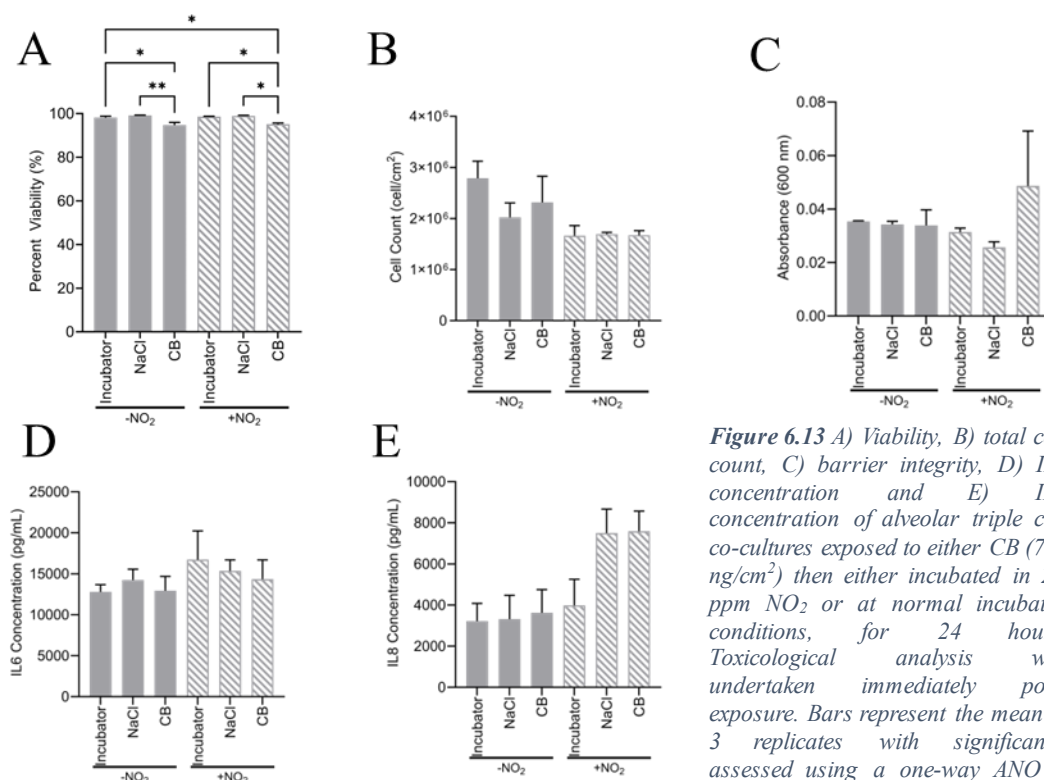 A
*
*
*
**
*
Percent Viability (%)
100
80
60
40
20
0
Incubator
NaCl
CB
Incubator
NaCl
CB
-NO₂
+NO₂
B
Cell Count (cell/cm²)
4×10⁶
3×10⁶
2×10⁶
1×10⁶
0
Incubator
NaCl
CB
Incubator
NaCl
CB
-NO₂
+NO₂
C
Absorbance (600 nm)
0.08
0.06
0.04
0.02
0.00
Incubator
NaCl
CB
Incubator
NaCl
CB
-NO₂
+NO₂
D
IL6 Concentration (pg/mL)
25000
20000
15000
10000
5000
0
Incubator
NaCl
CB
Incubator
NaCl
CB
-NO₂
+NO₂
E
IL8 Concentration (pg/mL)
10000
8000
6000
4000
2000
0
Incubator
NaCl
CB
Incubator
NaCl
CB
-NO₂
+NO₂
Figure 6.13 A) Viability, B) total c
count, C) barrier integrity, D) I
concentration and E) I
concentration of alveolar triple c
co-cultures exposed to either CB (7
ng/cm²) then either incubated in
ppm NO₂ or at normal incubat
conditions, for 24 hou
Toxicological analysis w
undertaken immediately po
exposure. Bars represent the mean
3 replicates with significan
assessed using a one-way ANO